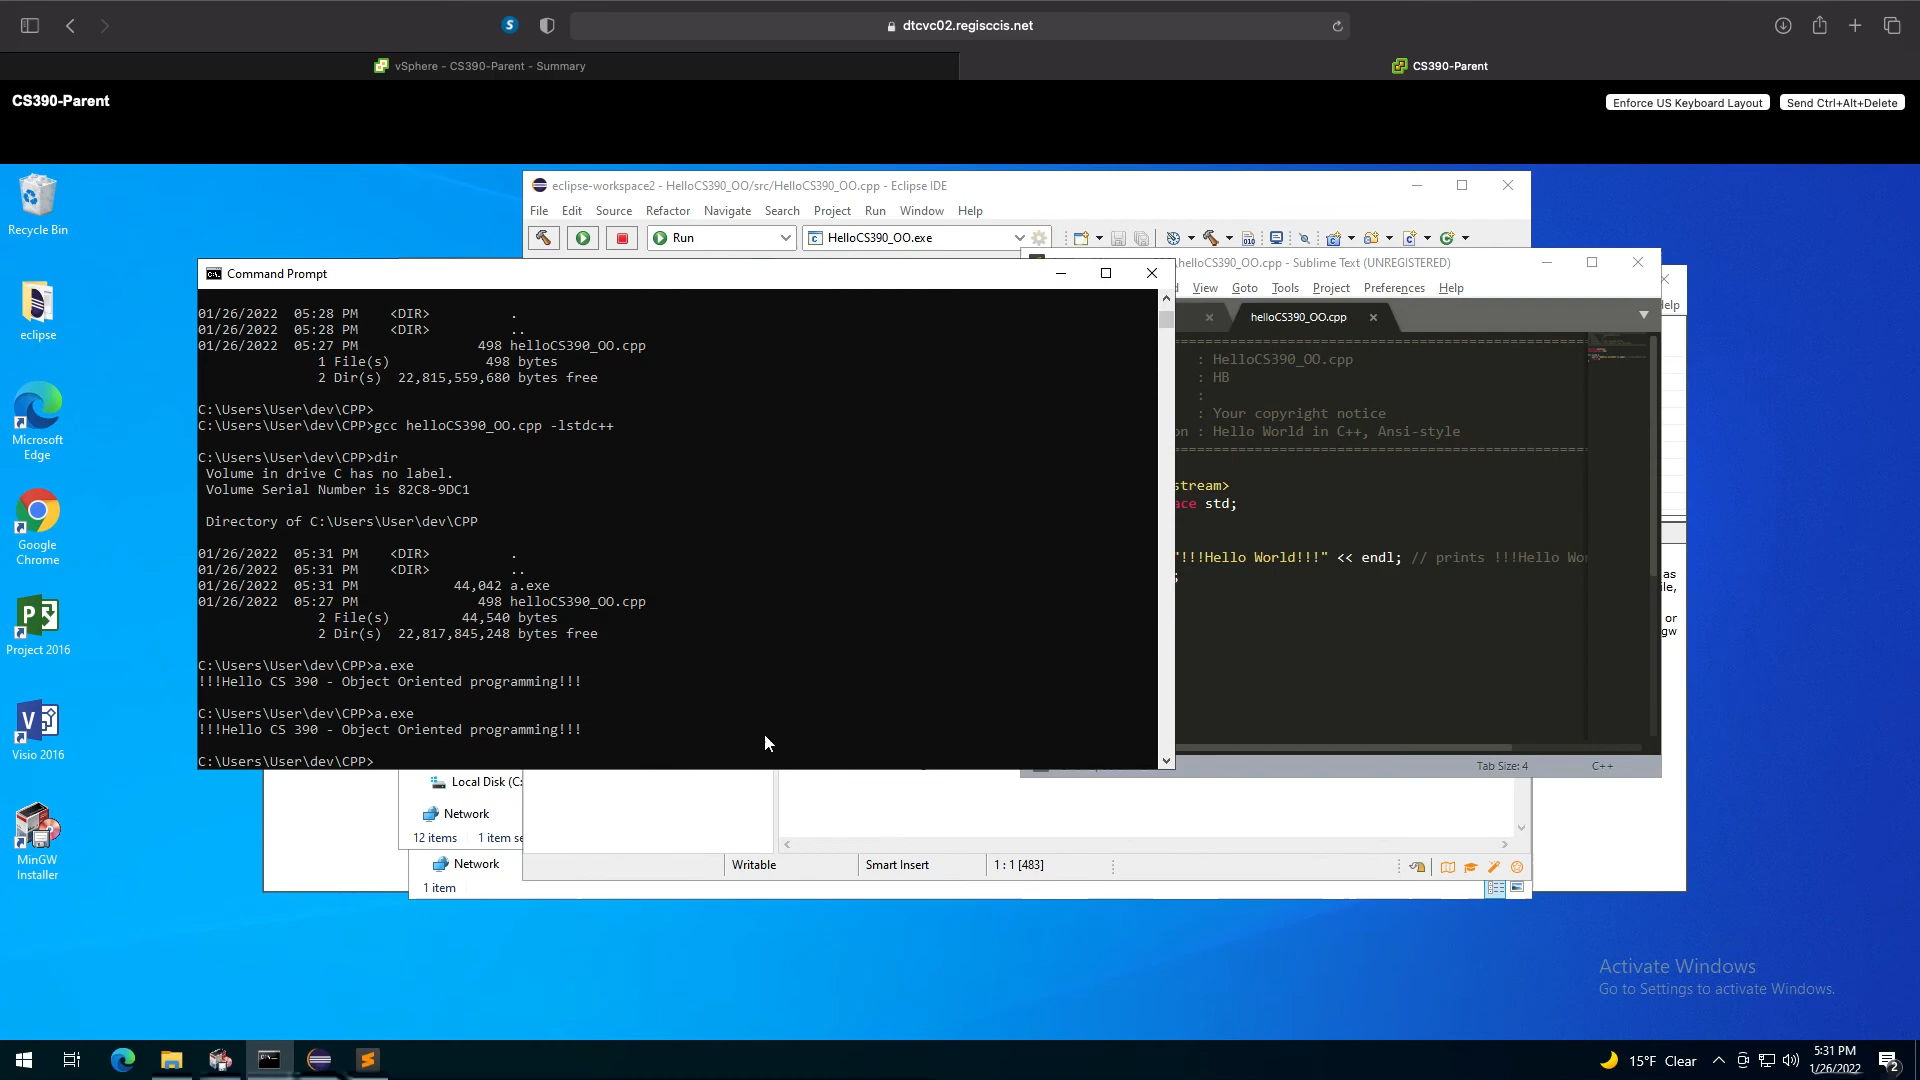 dtcvc02.regisccis.net
vSphere - CS390-Parent - Summary
CS390-Parent
CS390-Parent
Enforce US Keyboard Layout
Send Ctrl+Alt+Delete
Recycle Bin
eclipse
Microsoft
Edge
Google
Chrome
Project 2016
Visio 2016
MinGW
Installer
eclipse-workspace2 - HelloCS390_OO/src/HelloCS390_OO.cpp - Eclipse IDE
File Edit Source Refactor Navigate Search Project Run Window Help
Run
HelloCS390_OO.exe
Command Prompt
01/26/2022  05:28 PM    <DIR>          .
01/26/2022  05:28 PM    <DIR>          ..
01/26/2022  05:27 PM               498 helloCS390_OO.cpp
1 File(s)            498 bytes
2 Dir(s)  22,815,559,680 bytes free
C:\Users\User\dev\CPP>
C:\Users\User\dev\CPP>gcc helloCS390_OO.cpp -lstdc++
C:\Users\User\dev\CPP>dir
Volume in drive C has no label.
Volume Serial Number is 82C8-9DC1
Directory of C:\Users\User\dev\CPP
01/26/2022  05:31 PM    <DIR>          .
01/26/2022  05:31 PM    <DIR>          ..
01/26/2022  05:31 PM            44,042 a.exe
01/26/2022  05:27 PM               498 helloCS390_OO.cpp
2 File(s)         44,540 bytes
2 Dir(s)  22,817,845,248 bytes free
C:\Users\User\dev\CPP>a.exe
!!!Hello CS 390 - Object Oriented programming!!!
C:\Users\User\dev\CPP>a.exe
!!!Hello CS 390 - Object Oriented programming!!!
C:\Users\User\dev\CPP>
\helloCS390_OO.cpp - Sublime Text (UNREGISTERED)
View Goto Tools Project Preferences Help
helloCS390_OO.cpp
: HelloCS390_OO.cpp
: HB
:
: Your copyright notice
on : Hello World in C++, Ansi-style
stream>
ace std;
"!!!Hello World!!!" << endl; // prints !!!Hello Wor
;
Tab Size: 4
C++
elp
as
ile,
or
gw
Local Disk (C:
Network
12 items
1 item se
Network
1 item
Writable
Smart Insert
1 : 1 [483]
Activate Windows
Go to Settings to activate Windows.
15°F Clear
5:31 PM
1/26/2022
2